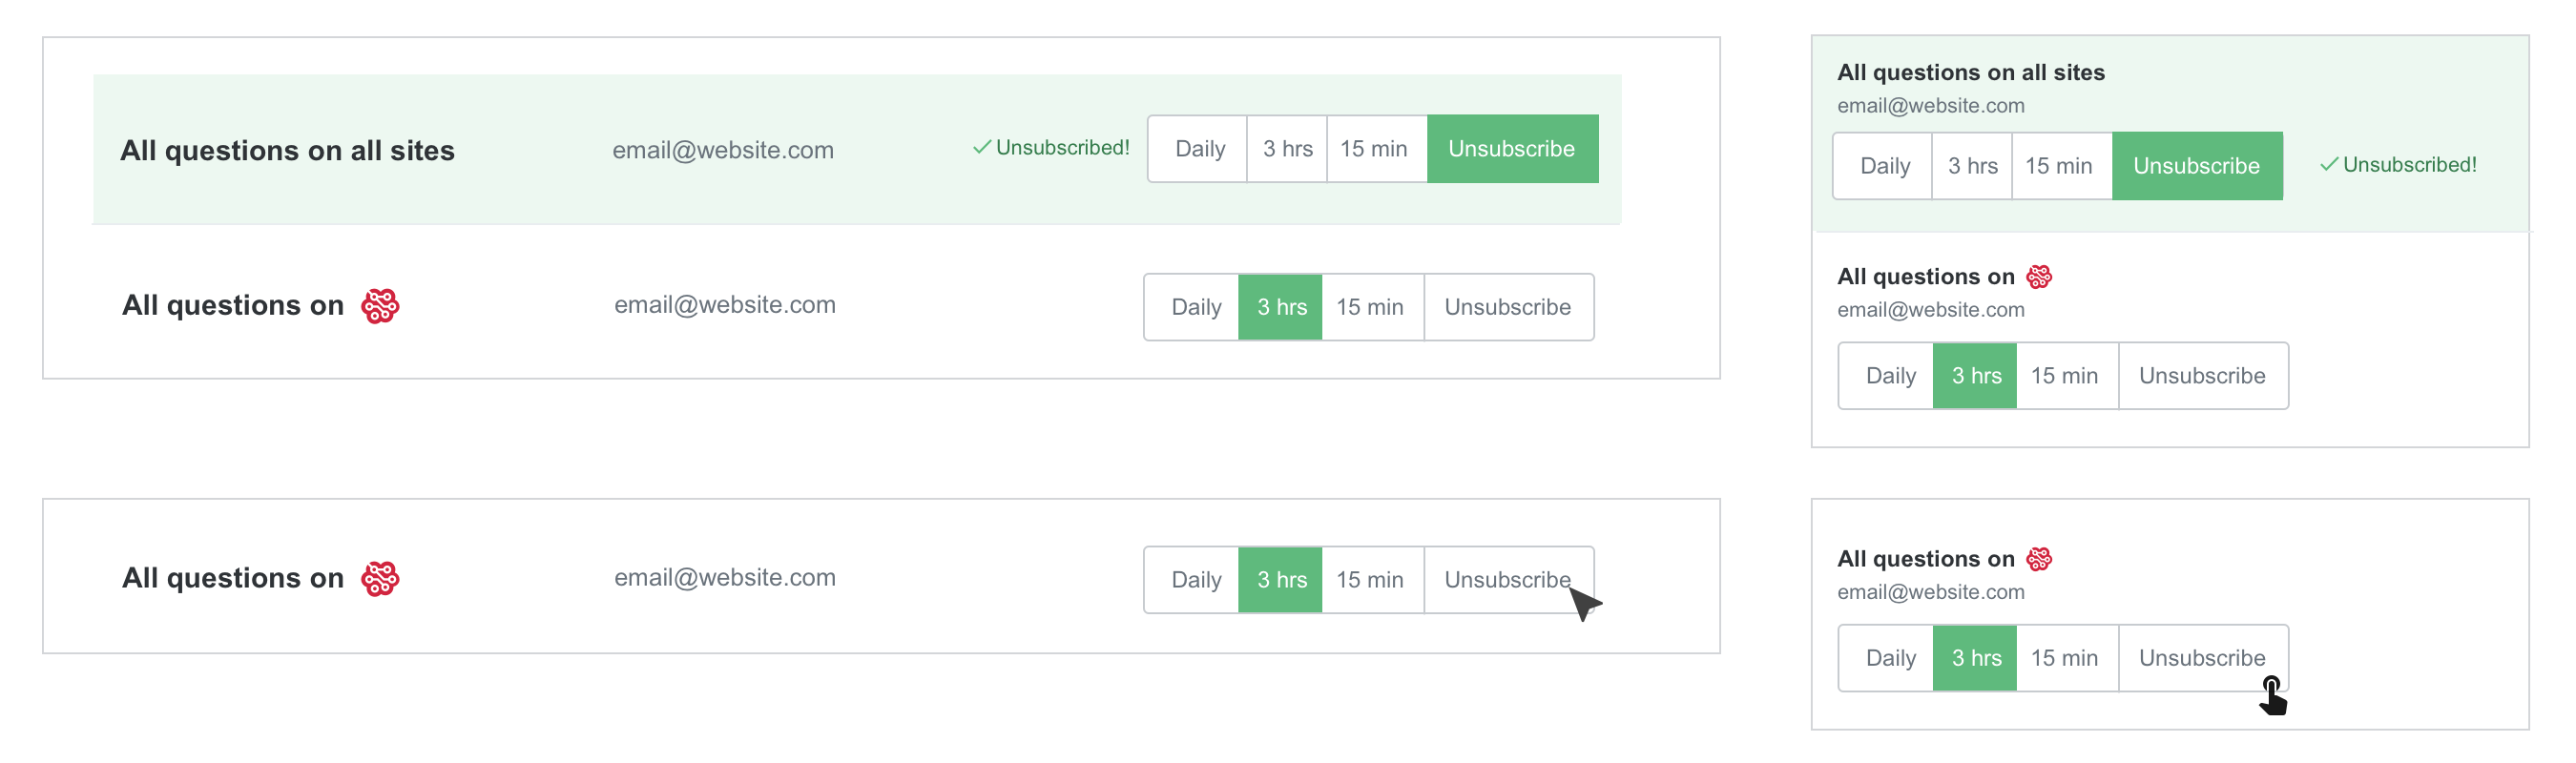 All questions on all sites email@website.com Unsubscribed! Daily 3 hrs 15 min Unsubscribe
All questions on email@website.com Daily 3 hrs 15 min Unsubscribe
All questions on all sites
email@website.com
Daily 3 hrs 15 min Unsubscribe Unsubscribed!
All questions on
email@website.com
Daily 3 hrs 15 min Unsubscribe
All questions on email@website.com Daily 3 hrs 15 min Unsubscribe
All questions on
email@website.com
Daily 3 hrs 15 min Unsubscribe